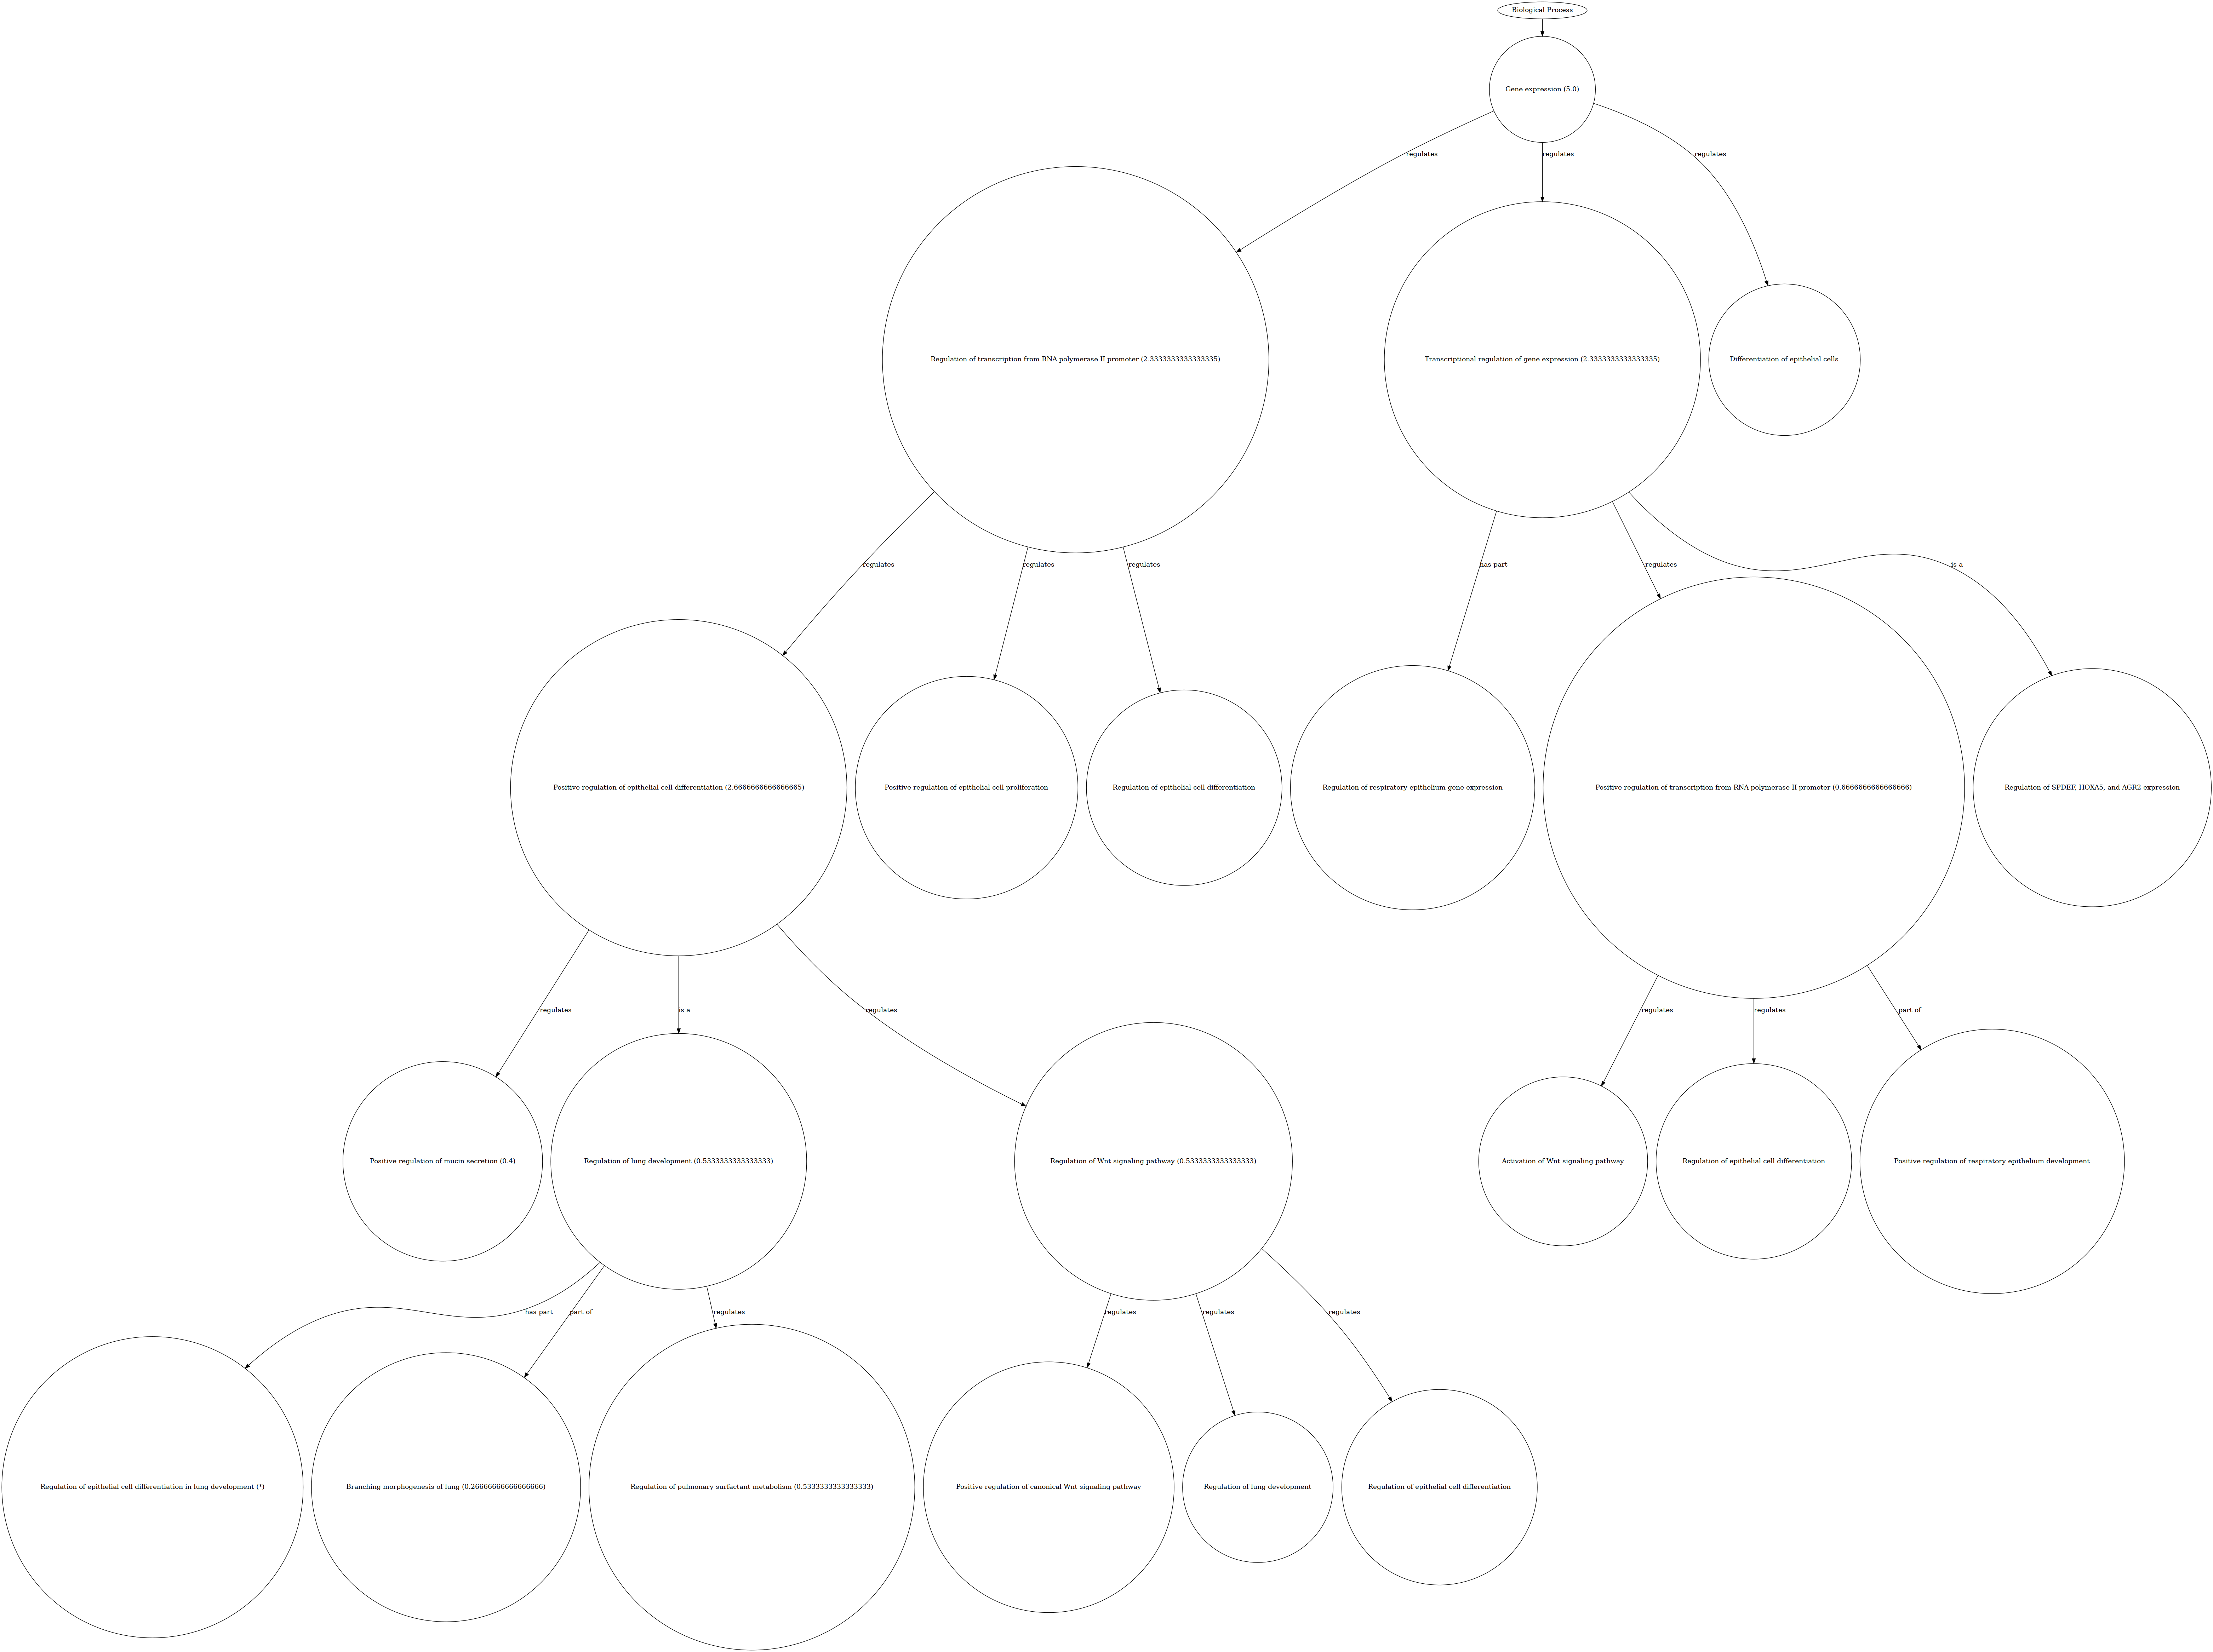 Biological Process
Gene expression (5.0)
regulates
regulates
regulates
Regulation of transcription from RNA polymerase II promoter (2.3333333333333335)
Transcriptional regulation of gene expression (2.3333333333333335)
Differentiation of epithelial cells
regulates
regulates
regulates
has part
regulates
is a
Positive regulation of epithelial cell differentiation (2.6666666666666665)
Positive regulation of epithelial cell proliferation
Regulation of epithelial cell differentiation
Regulation of respiratory epithelium gene expression
Positive regulation of transcription from RNA polymerase II promoter (0.6666666666666666)
Regulation of SPDEF, HOXA5, and AGR2 expression
regulates
is a
regulates
regulates
regulates
part of
Positive regulation of mucin secretion (0.4)
Regulation of lung development (0.5333333333333333)
Regulation of Wnt signaling pathway (0.5333333333333333)
Activation of Wnt signaling pathway
Regulation of epithelial cell differentiation
Positive regulation of respiratory epithelium development
has part
part of
regulates
regulates
regulates
regulates
Regulation of epithelial cell differentiation in lung development (*)
Branching morphogenesis of lung (0.26666666666666666)
Regulation of pulmonary surfactant metabolism (0.5333333333333333)
Positive regulation of canonical Wnt signaling pathway
Regulation of lung development
Regulation of epithelial cell differentiation